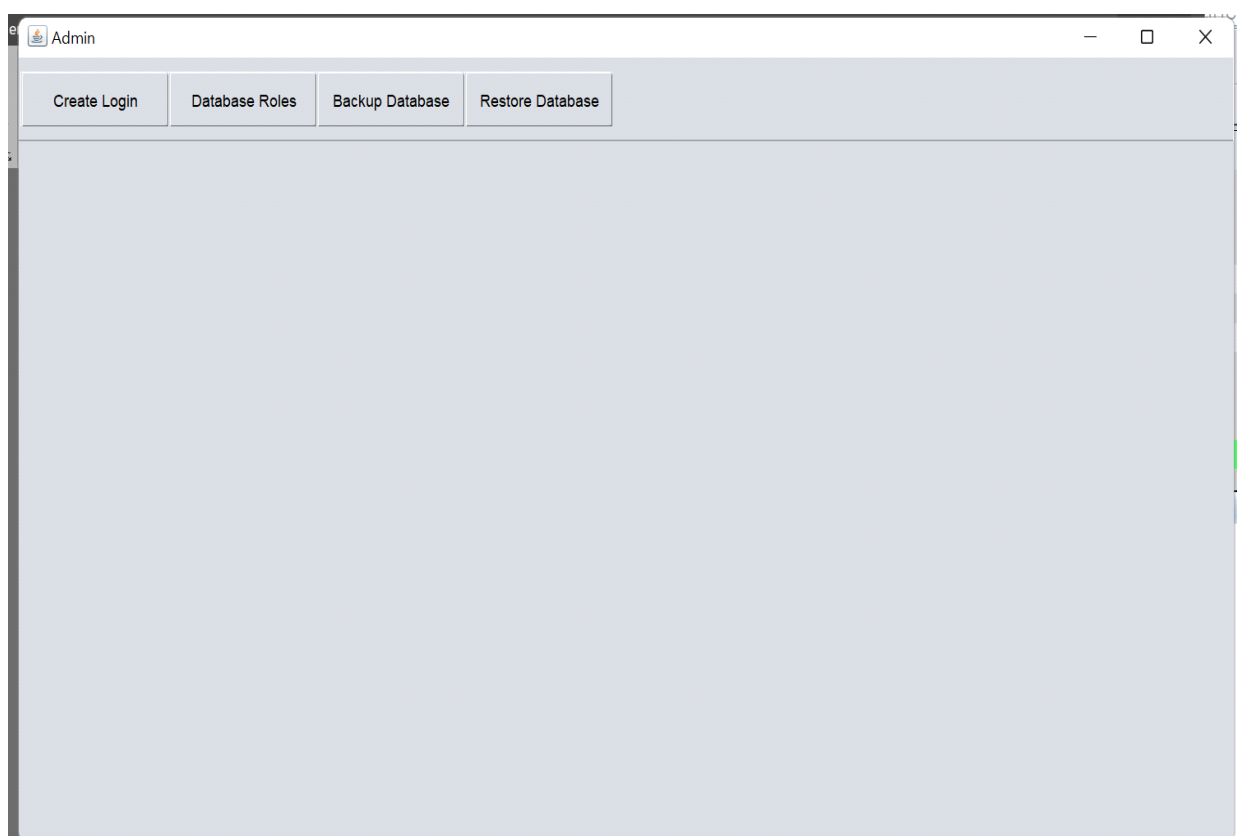 Admin
Create Login
Database Roles
Backup Database
Restore Database